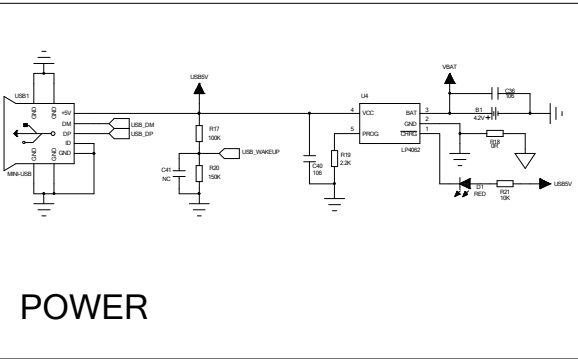 USB1
GND
GND
+5V
DM
DP
ID
GND
GND
GND
MINI-USB
USB_DM
USB_DP
USB5V
R17
100K
USB_WAKEUP
C41
NC
R20
150K
C40
106
R19
2.2K
U4
4
VCC
5
PROG
BAT
3
GND
2
CHRG
1
LP4062
VBAT
C36
106
B1
4.2V
+
R18
0R
D1
RED
R21
10K
USB5V
POWER